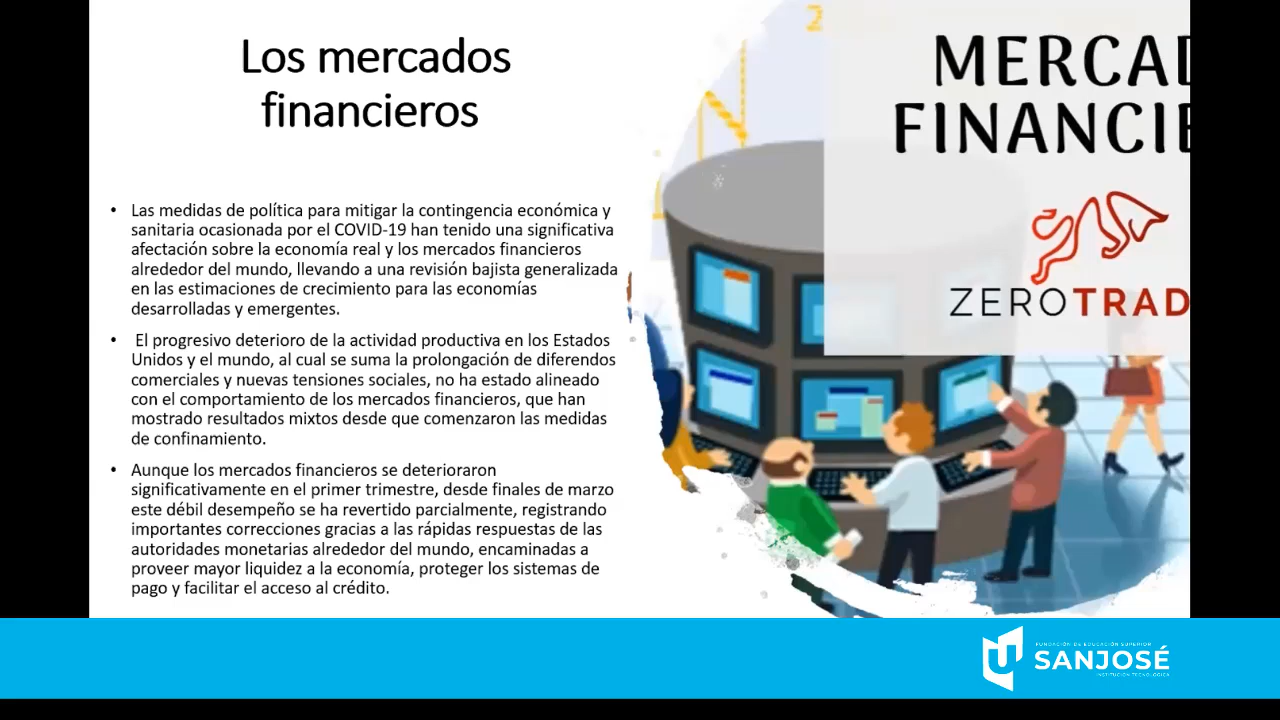 Los mercados
financieros
• Las medidas de política para mitigar la contingencia económica y
sanitaria ocasionada por el COVID-19 han tenido una significativa
afectación sobre la economía real y los mercados financieros
alrededor del mundo, llevando a una revisión bajista generalizada
en las estimaciones de crecimiento para las economías
desarrolladas y emergentes.
• El progresivo deterioro de la actividad productiva en los Estados
Unidos y el mundo, al cual se suma la prolongación de diferendos
comerciales y nuevas tensiones sociales, no ha estado alineado
con el comportamiento de los mercados financieros, que han
mostrado resultados mixtos desde que comenzaron las medidas
de confinamiento.
• Aunque los mercados financieros se deterioraron
significativamente en el primer trimestre, desde finales de marzo
este débil desempeño se ha revertido parcialmente, registrando
importantes correcciones gracias a las rápidas respuestas de las
autoridades monetarias alrededor del mundo, encaminadas a
proveer mayor liquidez a la economía, proteger los sistemas de
pago y facilitar el acceso al crédito.
2
MERCAD
FINANCIE
ZEROTRAD
FUNDACIÓN DE EDUCACIÓN SUPERIOR
SANJOSÉ
INSTITUCIÓN TECNOLÓGICA